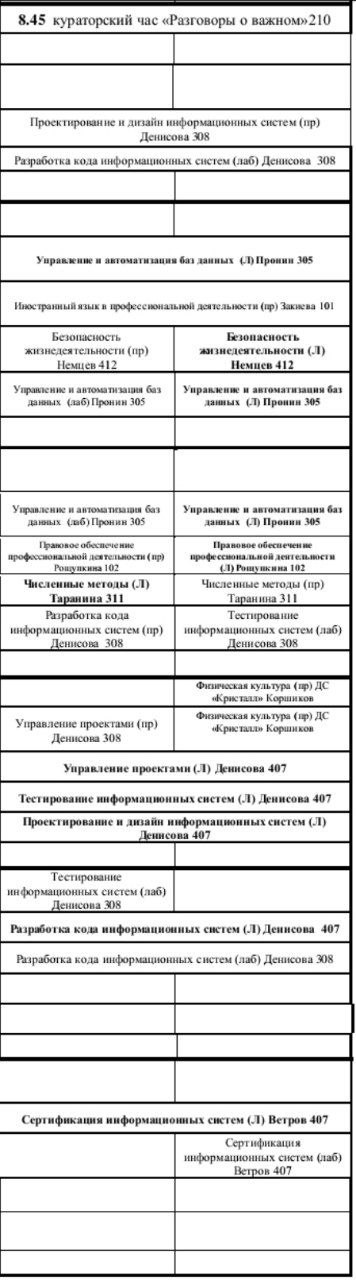 8.45 кураторский час «Разговоры о важном»210
Проектирование и дизайн информационных систем (пр)
Денисова 308
Разработка кода информационных систем (лаб) Денисова 308
Управление и автоматизация баз данных (Л) Пронин 305
Иностранный язык в профессиональной деятельности (пр) Закиева 101
Безопасность
жизнедеятельности (пр)
Немцев 412
Безопасность
жизнедеятельности (Л)
Немцев 412
Управление и автоматизация баз
данных (лаб) Пронин 305
Управление и автоматизация баз
данных (Л) Пронин 305
Управление и автоматизация баз
данных (лаб) Пронин 305
Управление и автоматизация баз
данных (Л) Пронин 305
Правовое обеспечение
профессиональной деятельности (пр)
Рощупкина 102
Правовое обеспечение
профессиональной деятельности
(Л) Рощупкина 102
Численные методы (Л)
Таранина 311
Численные методы (пр)
Таранина 311
Разработка кода
информационных систем (пр)
Денисова 308
Тестирование
информационных систем (лаб)
Денисова 308
Физическая культура (пр) ДС
«Кристалл» Коршиков
Управление проектами (пр)
Денисова 308
Физическая культура (пр) ДС
«Кристалл» Коршиков
Управление проектами (Л) Денисова 407
Тестирование информационных систем (Л) Денисова 407
Проектирование и дизайн информационных систем (Л)
Денисова 407
Тестирование
информационных систем (лаб)
Денисова 308
Разработка кода информационных систем (Л) Денисова 407
Разработка кода информационных систем (лаб) Денисова 308
Сертификация информационных систем (Л) Ветров 407
Сертификация
информационных систем (лаб)
Ветров 407